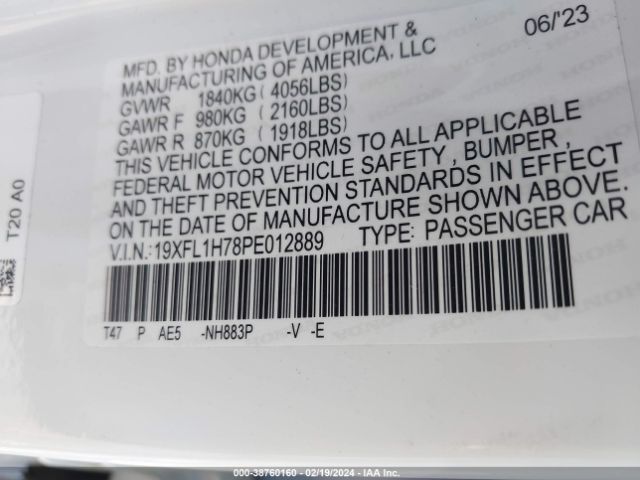 06/'23
MFD. BY HONDA DEVELOPMENT &
MANUFACTURING OF AMERICA, LLC
GVWR 1840KG ( 4056LBS)
GAWR F 980KG ( 2160LBS)
GAWR R 870KG ( 1918LBS)
THIS VEHICLE CONFORMS TO ALL APPLICABLE
FEDERAL MOTOR VEHICLE SAFETY , BUMPER ,
AND THEFT PREVENTION STANDARDS IN EFFECT
ON THE DATE OF MANUFACTURE SHOWN ABOVE.
V.I.N.:19XFL1H78PE012889 TYPE: PASSENGER CAR
T47 P AE5 -NH883P -V -E
T20 A0
HONDA
000-38760160 - 02/19/2024 - IAA Inc.